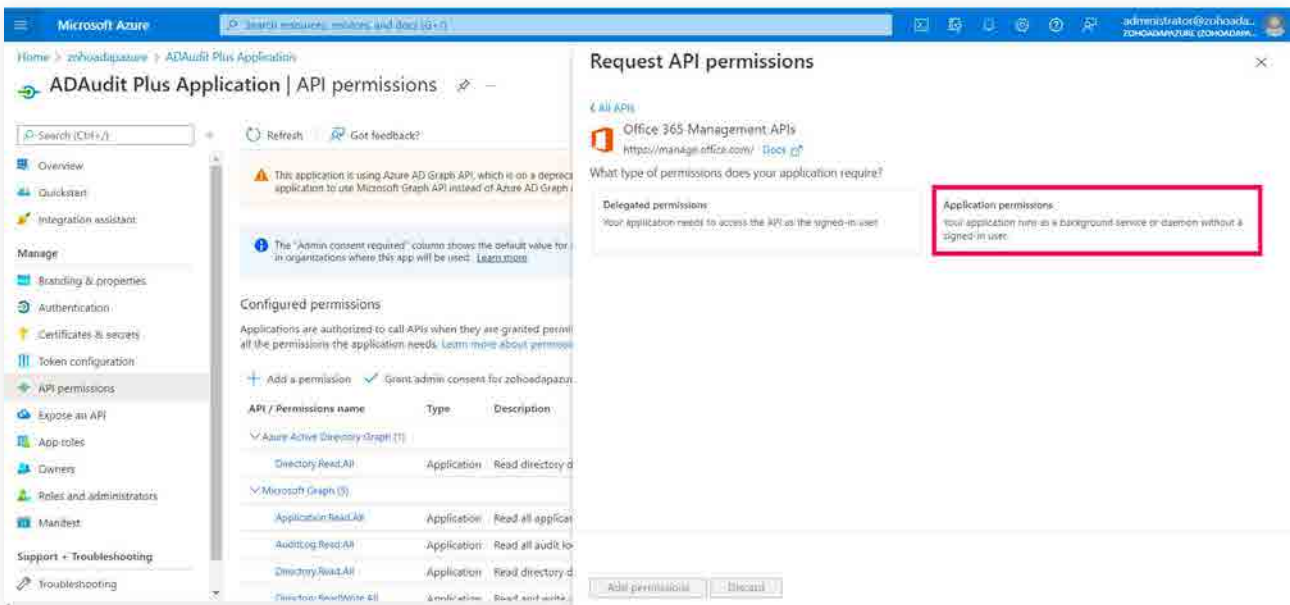 Microsoft Azure
Search resources, services, and docs (G+/)
administrator@zohoada...
ZOHOADAPAZURE (ZOHOADAPA...
Home > zohoadapazure > ADAudit Plus Application
ADAudit Plus Application | API permissions
Search (Ctrl+/)
Overview
Quickstart
Integration assistant
Manage
Branding & properties
Authentication
Certificates & secrets
Token configuration
API permissions
Expose an API
App roles
Owners
Roles and administrators
Manifest
Support + Troubleshooting
Troubleshooting
Refresh
Got feedback?
This application is using Azure AD Graph API, which is on a depreca
application to use Microsoft Graph API instead of Azure AD Graph
The "Admin consent required" column shows the default value for
in organizations where this app will be used. Learn more
Configured permissions
Applications are authorized to call APIs when they are granted permi
all the permissions the application needs. Learn more about permissi
Add a permission
Grant admin consent for zohoadapazur
API / Permissions name Type Description
Azure Active Directory Graph (1)
Directory.Read.All Application Read directory d
Microsoft Graph (5)
Application.Read.All Application Read all applicat
AuditLog.Read.All Application Read all audit lo
Directory.Read.All Application Read directory d
Directory.ReadWrite.All Application Read and write
Request API permissions
All APIs
Office 365 Management APIs
https://manage.office.com/ Docs
What type of permissions does your application require?
Delegated permissions
Your application needs to access the API as the signed-in user.
Application permissions
Your application runs as a background service or daemon without a
signed-in user.
Add permissions
Discard